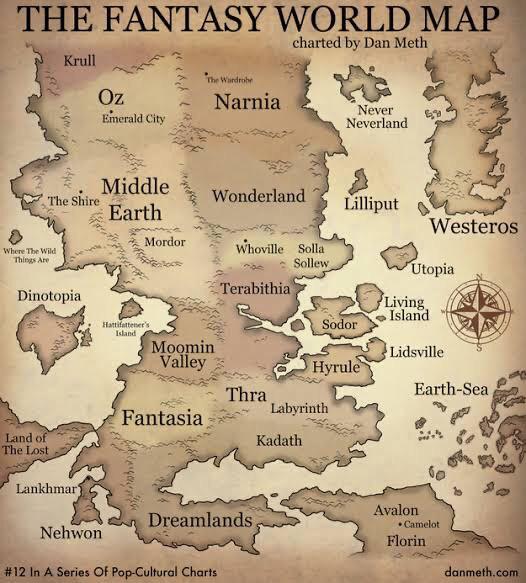 THE FANTASY WORLD MAP
charted by Dan Meth
Krull
The Wardrobe
Oz
Narnia
Emerald City
Never
Neverland
Middle
Earth
The Shire
Wonderland
Lilliput
Westeros
Mordor
Whoville
Solla
Sollew
Where The Wild
Things Are
Utopia
Terabithia
Dinotopia
Hattifattener's
Island
Living
Island
Sodor
N
W
E
S
Moomin
Valley
Lidsville
Hyrule
Thra
Earth-Sea
Labyrinth
Fantasia
Kadath
Land of
The Lost
Lankhmar
Nehwon
Dreamlands
Avalon
Camelot
Florin
#12 In A Series Of Pop-Cultural Charts
danmeth.com